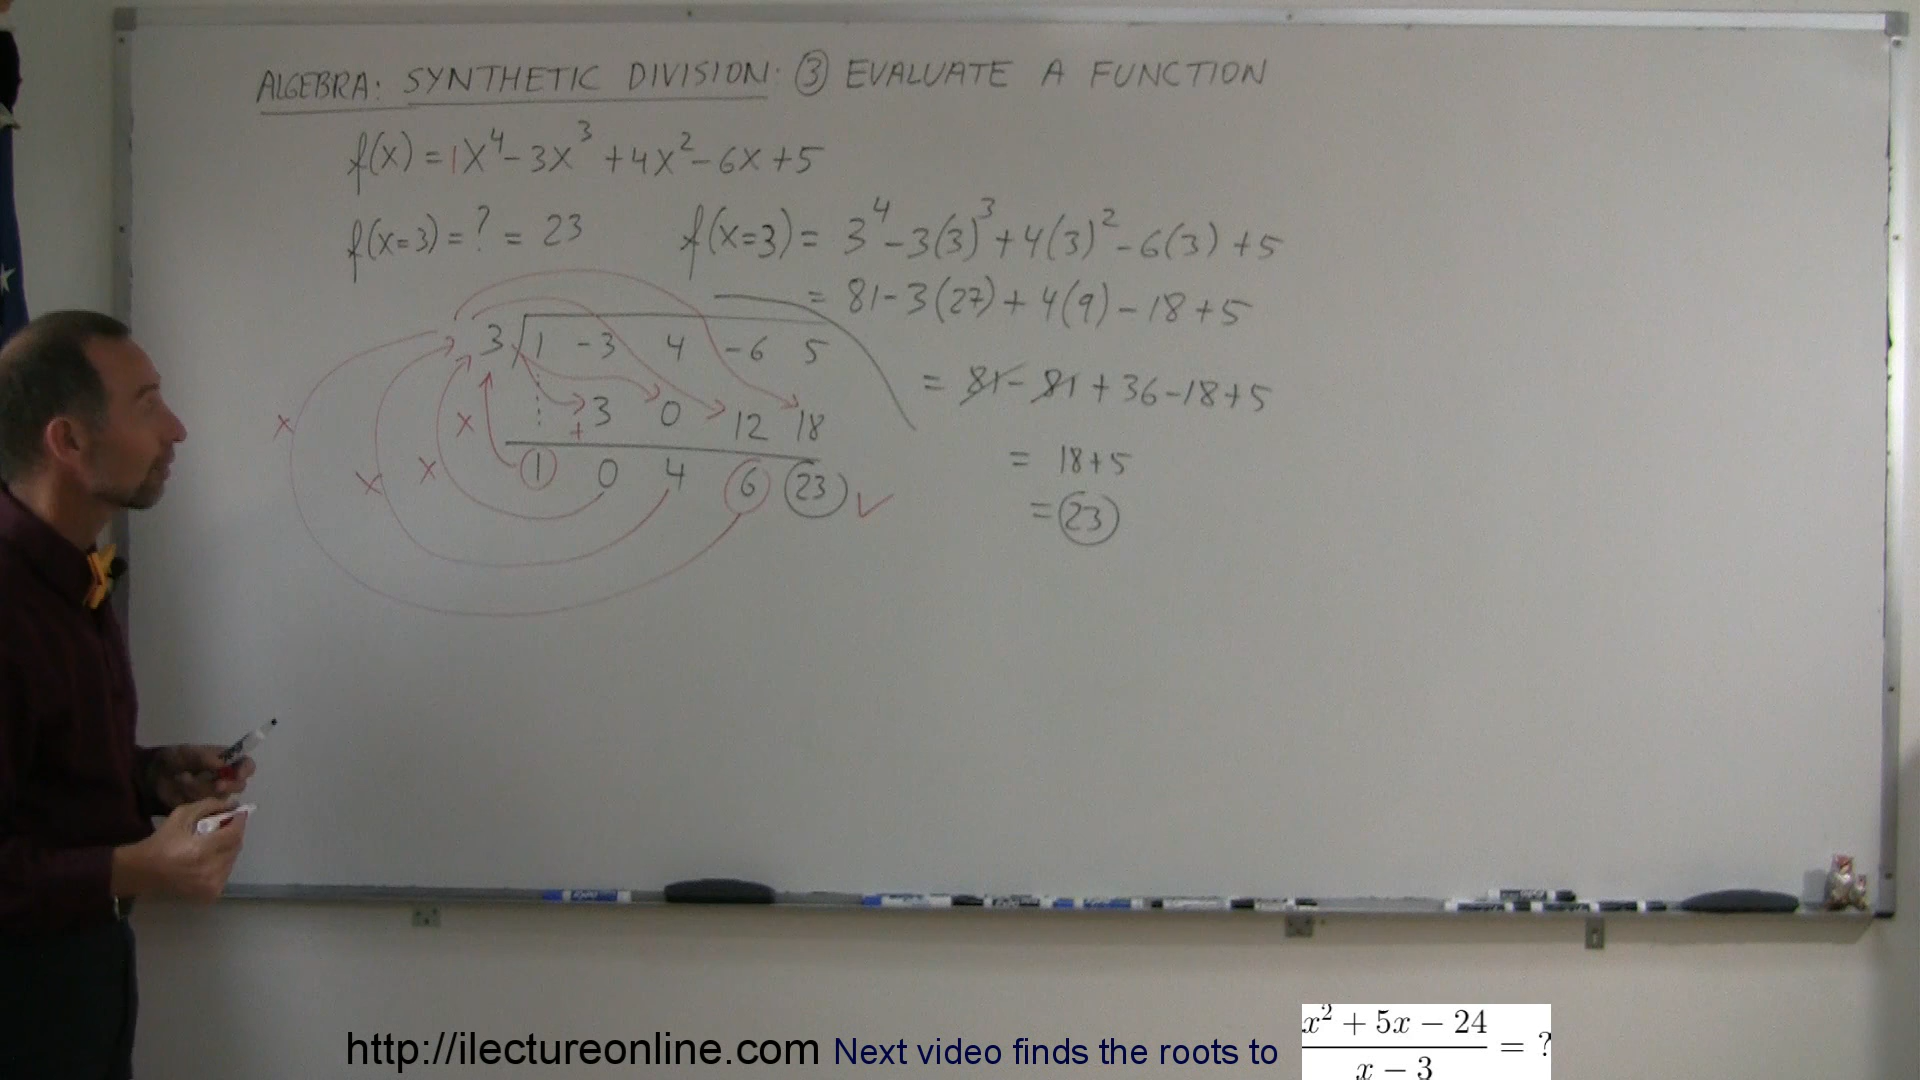 ALGEBRA: SYNTHETIC DIVISION: ③ EVALUATE A FUNCTION
f(x) = 1x⁴ - 3x³ + 4x² - 6x + 5
f(x=3) = ? = 23
f(x=3) = 3⁴ - 3(3)³ + 4(3)² - 6(3) + 5
= 81 - 3(27) + 4(9) - 18 + 5
= 81 - 81 + 36 - 18 + 5
= 18 + 5
= 23
3 1 -3 4 -6 5
+ 3 0 12 18
1 0 4 6 23 ✓
x
x
x
x
http://ilectureonline.com Next video finds the roots to
x² + 5x - 24
x - 3
= ?